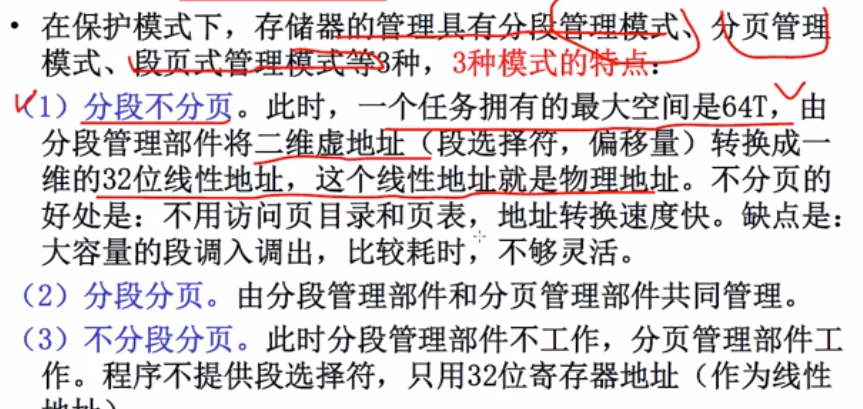 • 在保护模式下，存储器的管理具有分段管理模式、分页管理
模式、段页式管理模式等3种，3种模式的特点：
（1）分段不分页。此时，一个任务拥有的最大空间是64T，由
分段管理部件将二维虚地址（段选择符，偏移量）转换成一
维的32位线性地址，这个线性地址就是物理地址。不分页的
好处是：不用访问页目录和页表，地址转换速度快。缺点是：
大容量的段调入调出，比较耗时，不够灵活。
（2）分段分页。由分段管理部件和分页管理部件共同管理。
（3）不分段分页。此时分段管理部件不工作，分页管理部件工
作。程序不提供段选择符，只用32位寄存器地址（作为线性
地址）